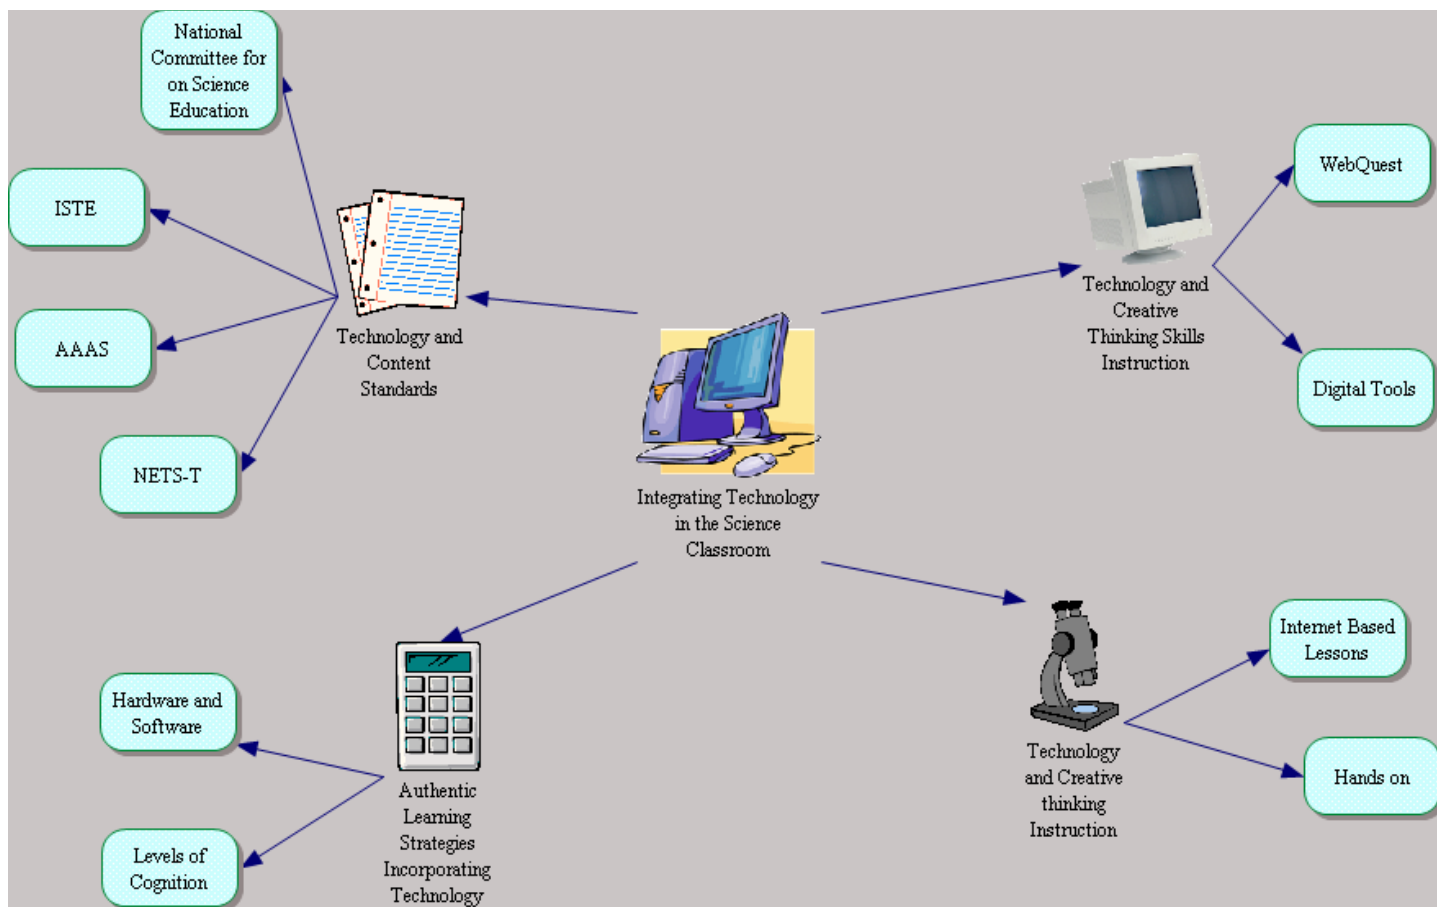 National
Committee for
on Science
Education
ISTE
AAAS
NETS-T
Technology and
Content
Standards
Integrating Technology
in the Science
Classroom
Technology and
Creative
Thinking Skills
Instruction
WebQuest
Digital Tools
Hardware and
Software
Levels of
Cognition
Authentic
Learning
Strategies
Incorporating
Technology
Technology
and Creative
thinking
Instruction
Internet Based
Lessons
Hands on